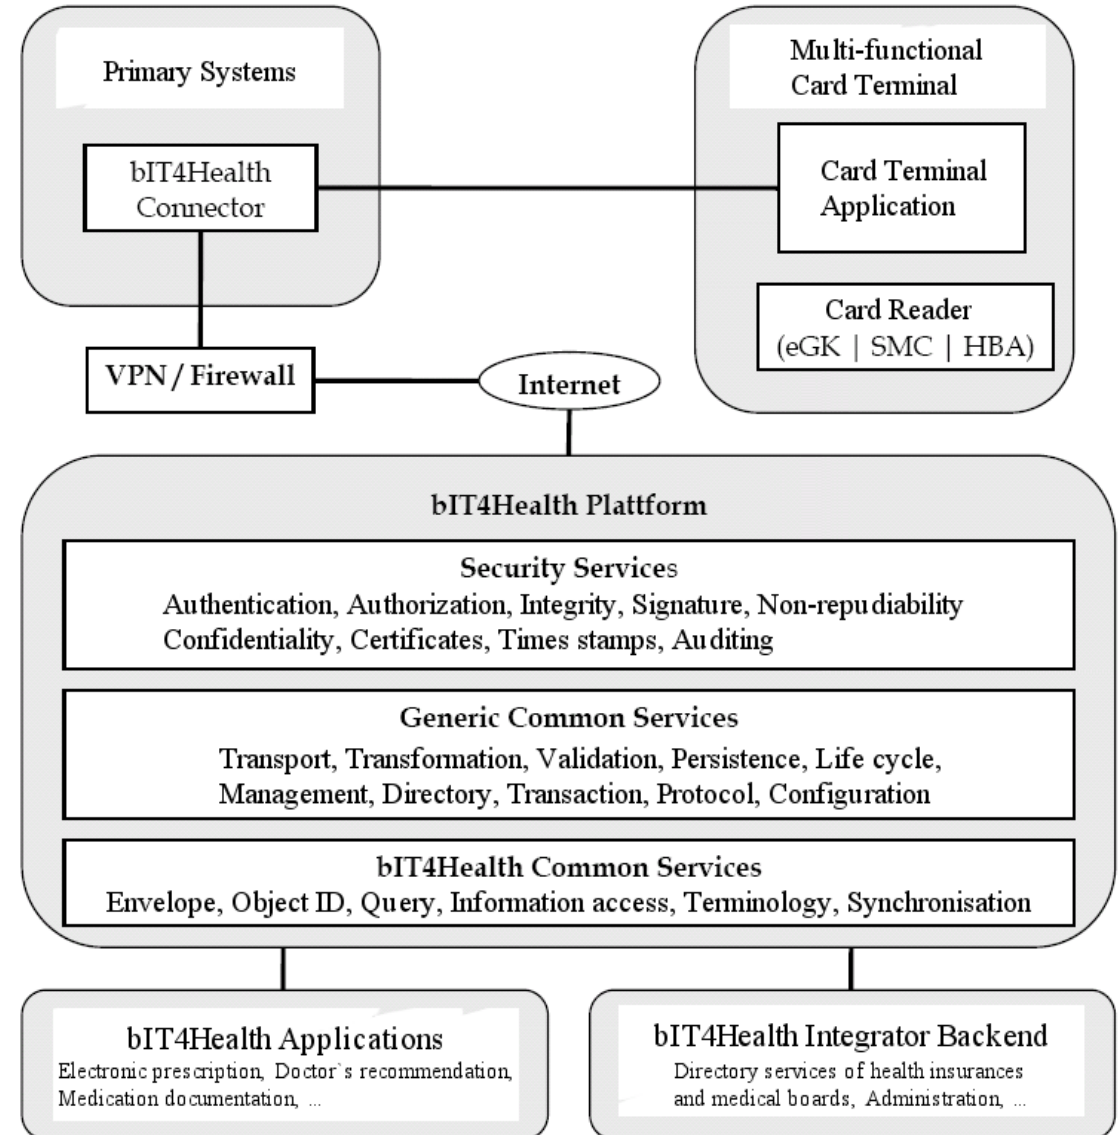 Primary Systems
Multi-functional
Card Terminal
bIT4Health
Connector
Card Terminal
Application
Card Reader
(eGK | SMC | HBA)
VPN / Firewall
Internet
bIT4Health Plattform
Security Services
Authentication, Authorization, Integrity, Signature, Non-repudiability
Confidentiality, Certificates, Times stamps, Auditing
Generic Common Services
Transport, Transformation, Validation, Persistence, Life cycle,
Management, Directory, Transaction, Protocol, Configuration
bIT4Health Common Services
Envelope, Object ID, Query, Information access, Terminology, Synchronisation
bIT4Health Applications
Electronic prescription, Doctor`s recommendation,
Medication documentation, ...
bIT4Health Integrator Backend
Directory services of health insurances
and medical boards, Administration, ...